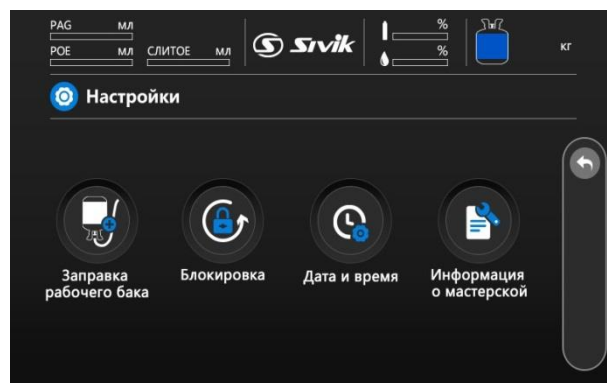 PAG мл
POE мл СЛИТОЕ мл
Sivik
%
%
кг
Настройки
Заправка
рабочего бака
Блокировка
Дата и время
Информация
о мастерской